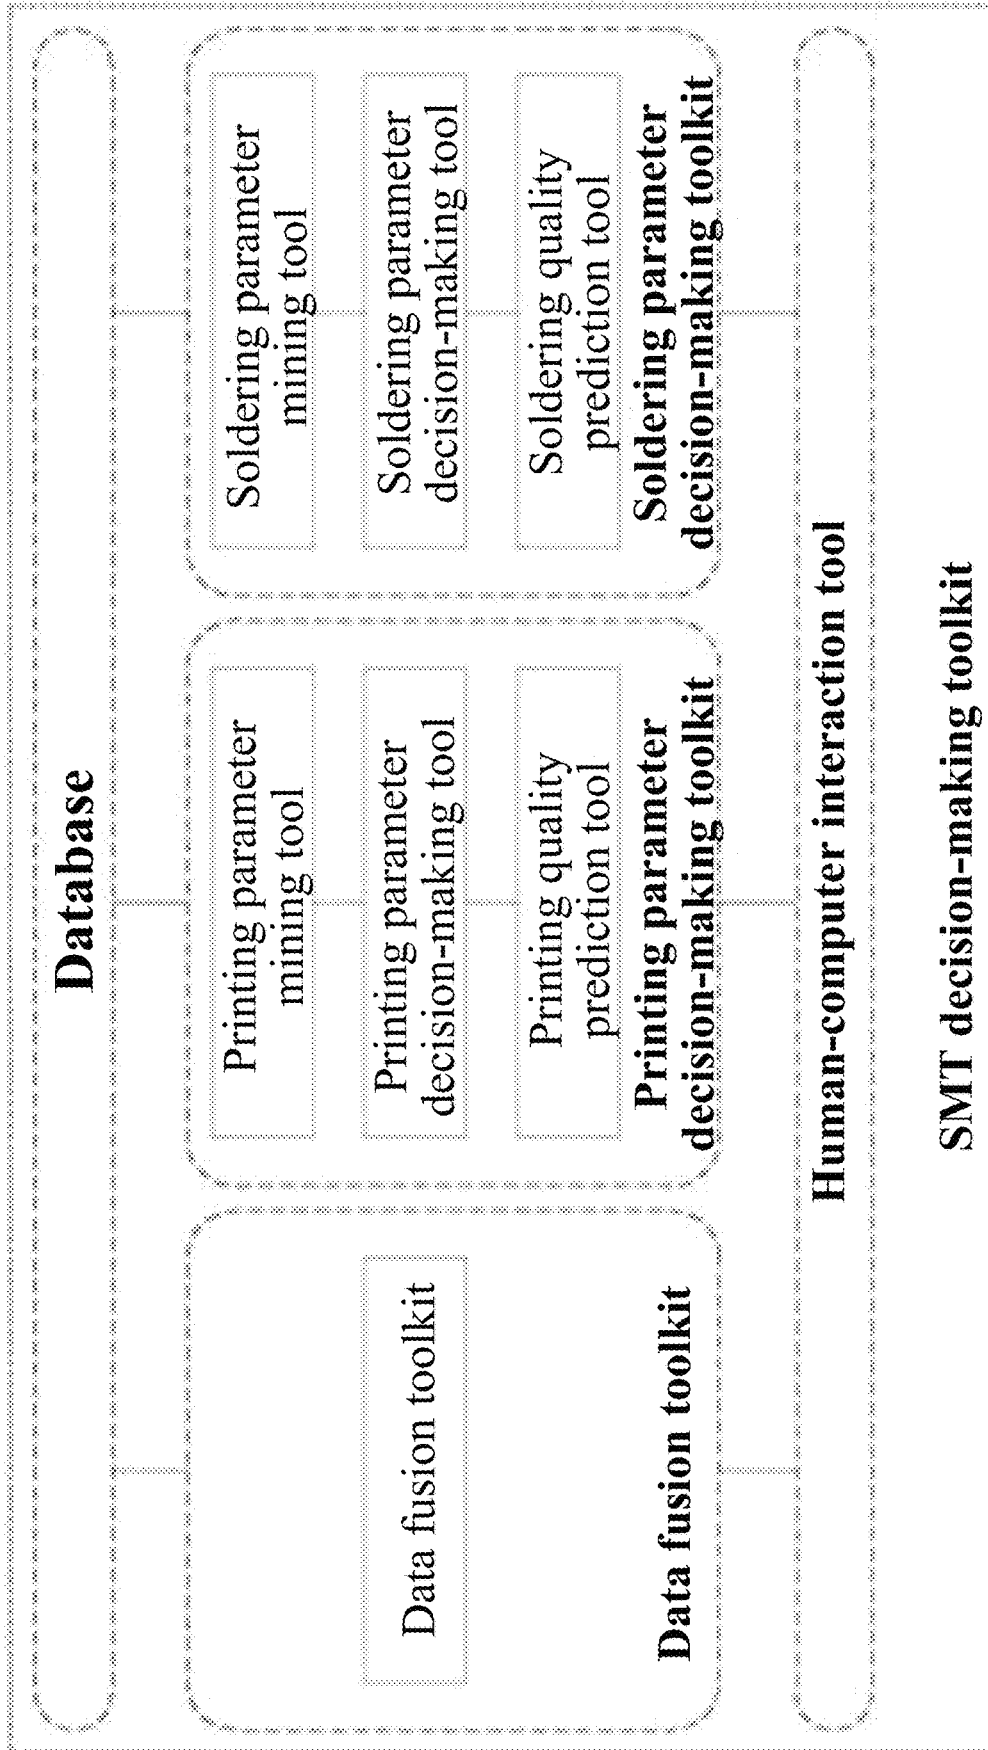 Database
Data fusion toolkit
Data fusion toolkit
Printing parameter
mining tool
Printing parameter
decision-making tool
Printing quality
prediction tool
Printing parameter
decision-making toolkit
Soldering parameter
mining tool
Soldering parameter
decision-making tool
Soldering quality
prediction tool
Soldering parameter
decision-making toolkit
Human-computer interaction tool
SMT decision-making toolkit